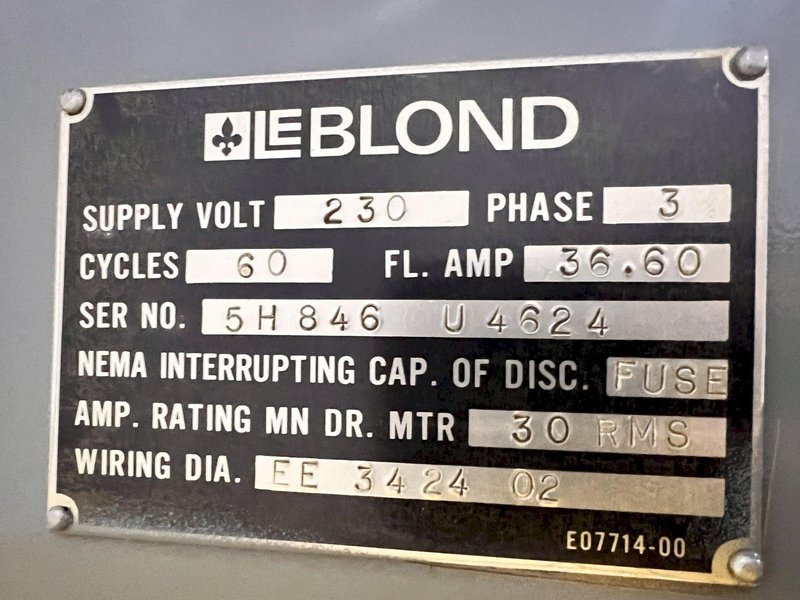 LEBLOND
SUPPLY VOLT 230 PHASE 3
CYCLES 60 FL. AMP 36.60
SER NO. 5H846 U4624
NEMA INTERRUPTING CAP. OF DISC. FUSE
AMP. RATING MN DR. MTR 30 RMS
WIRING DIA. EE 3424 02
E07714-00